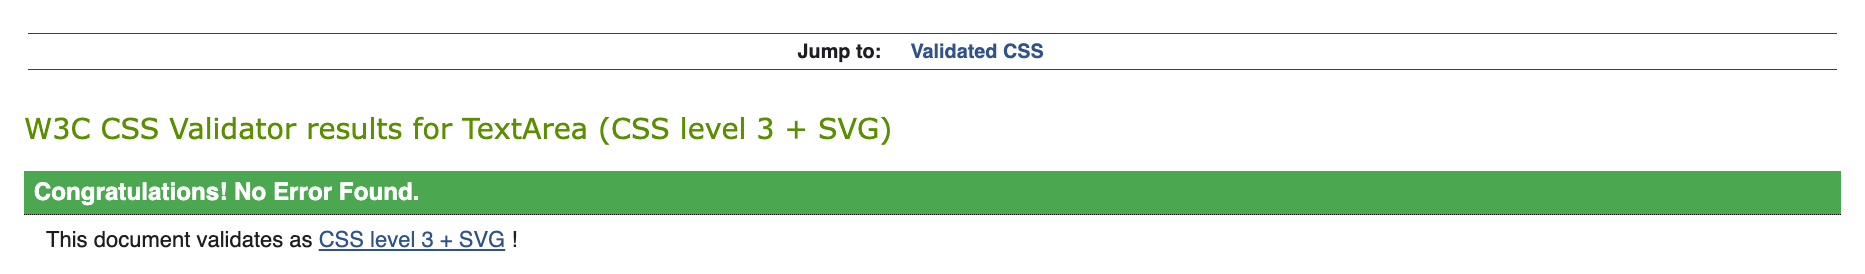 Jump to: Validated CSS
W3C CSS Validator results for TextArea (CSS level 3 + SVG)
Congratulations! No Error Found.
This document validates as CSS level 3 + SVG !